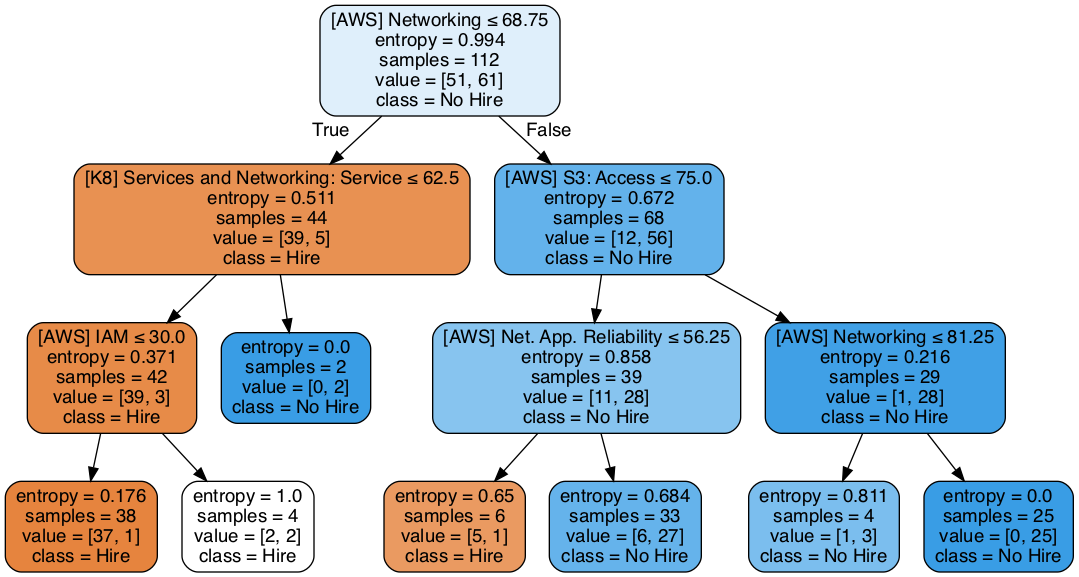 [AWS] Networking ≤ 68.75
entropy = 0.994
samples = 112
value = [51, 61]
class = No Hire
True
False
[K8] Services and Networking: Service ≤ 62.5
entropy = 0.511
samples = 44
value = [39, 5]
class = Hire
[AWS] S3: Access ≤ 75.0
entropy = 0.672
samples = 68
value = [12, 56]
class = No Hire
[AWS] IAM ≤ 30.0
entropy = 0.371
samples = 42
value = [39, 3]
class = Hire
entropy = 0.0
samples = 2
value = [0, 2]
class = No Hire
[AWS] Net. App. Reliability ≤ 56.25
entropy = 0.858
samples = 39
value = [11, 28]
class = No Hire
[AWS] Networking ≤ 81.25
entropy = 0.216
samples = 29
value = [1, 28]
class = No Hire
entropy = 0.176
samples = 38
value = [37, 1]
class = Hire
entropy = 1.0
samples = 4
value = [2, 2]
class = Hire
entropy = 0.65
samples = 6
value = [5, 1]
class = Hire
entropy = 0.684
samples = 33
value = [6, 27]
class = No Hire
entropy = 0.811
samples = 4
value = [1, 3]
class = No Hire
entropy = 0.0
samples = 25
value = [0, 25]
class = No Hire